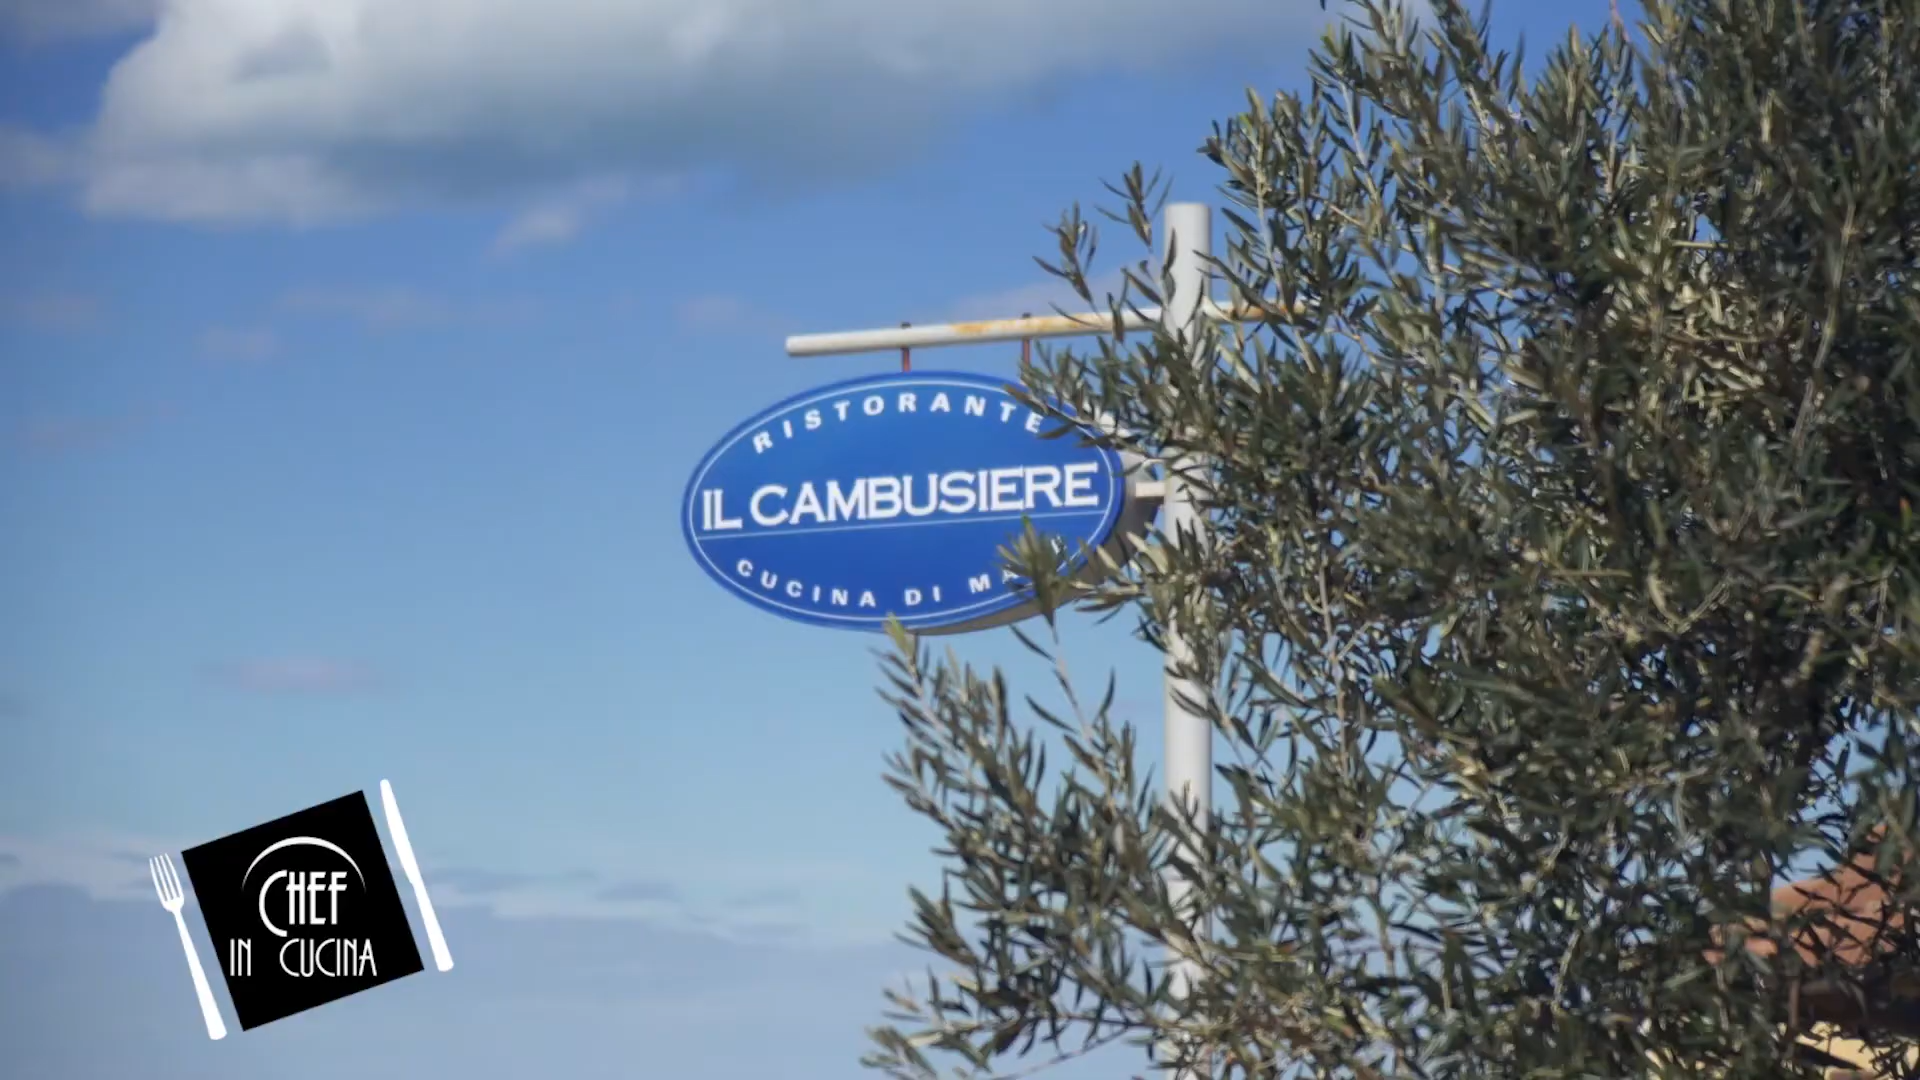 RISTORANTE
IL CAMBUSIERE
CUCINA DI
CHEF
IN CUCINA